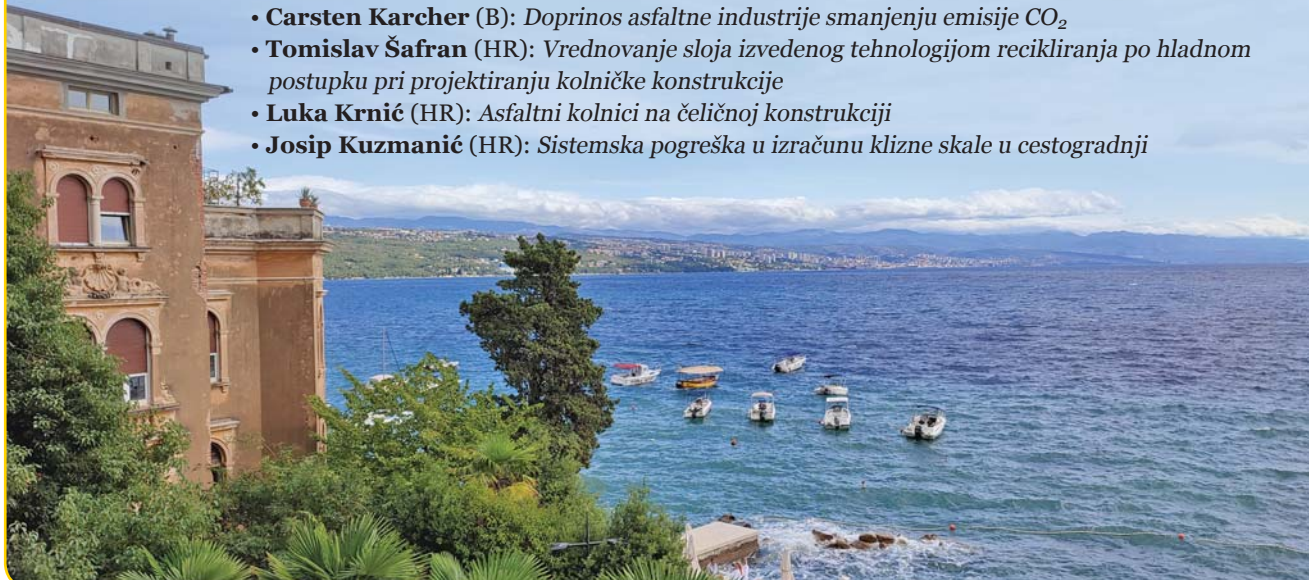 • Carsten Karcher (B): Doprinos asfaltne industrije smanjenju emisije CO₂
• Tomislav Šafran (HR): Vrednovanje sloja izvedenog tehnologijom recikliranja po hladnom
postupku pri projektiranju kolničke konstrukcije
• Luka Krnić (HR): Asfaltni kolnici na čeličnoj konstrukciji
• Josip Kuzmanić (HR): Sistemska pogreška u izračunu klizne skale u cestogradnji